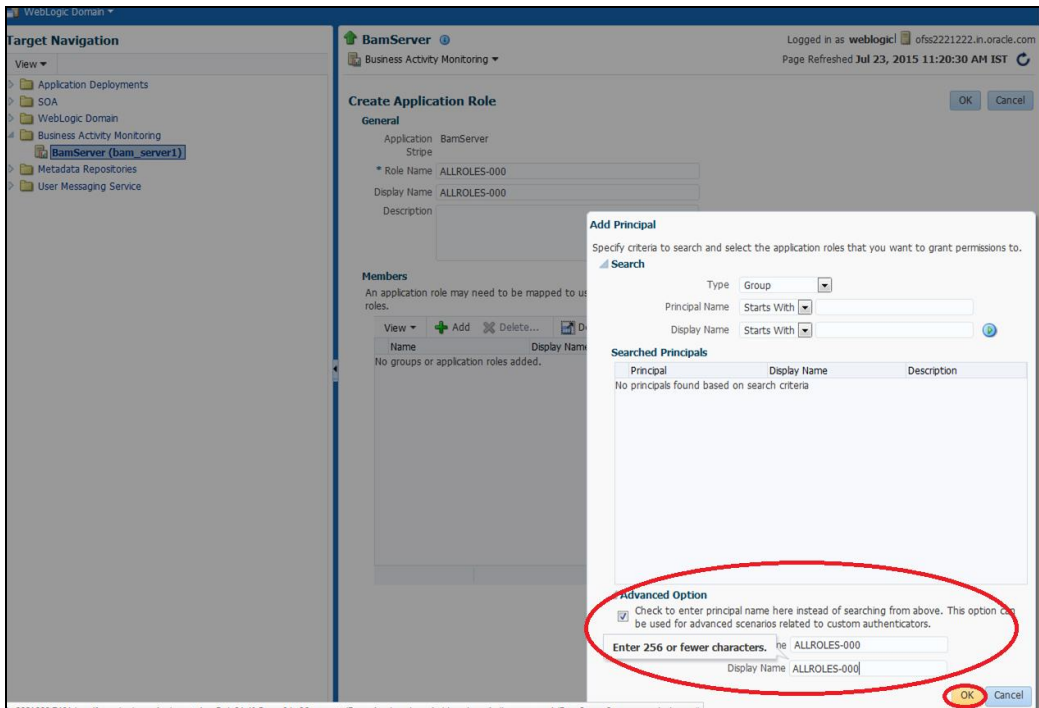 WebLogic Domain
Target Navigation
View
Application Deployments
SOA
WebLogic Domain
Business Activity Monitoring
BamServer (bam_server1)
Metadata Repositories
User Messaging Service
BamServer
Business Activity Monitoring
Logged in as weblogic ofss2221222.in.oracle.com
Page Refreshed Jul 23, 2015 11:20:30 AM IST
Create Application Role
OK Cancel
General
Application Stripe BamServer
* Role Name ALLROLES-000
Display Name ALLROLES-000
Description
Members
An application role may need to be mapped to us
roles.
View Add Delete... D
Name Display Name
No groups or application roles added.
Add Principal
Specify criteria to search and select the application roles that you want to grant permissions to.
Search
Type Group
Principal Name Starts With
Display Name Starts With
Searched Principals
Principal Display Name Description
No principals found based on search criteria
Advanced Option
Check to enter principal name here instead of searching from above. This option can
be used for advanced scenarios related to custom authenticators.
Enter 256 or fewer characters. ne ALLROLES-000
Display Name ALLROLES-000
OK Cancel